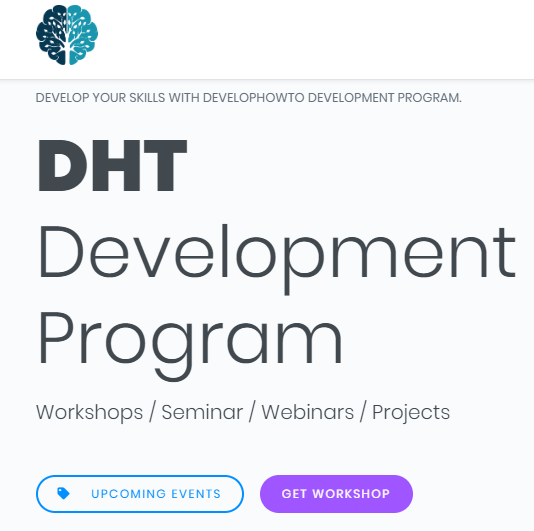 DEVELOP YOUR SKILLS WITH DEVELOPHOWTO DEVELOPMENT PROGRAM.
DHT
Development
Program
Workshops / Seminar / Webinars / Projects
UPCOMING EVENTS
GET WORKSHOP